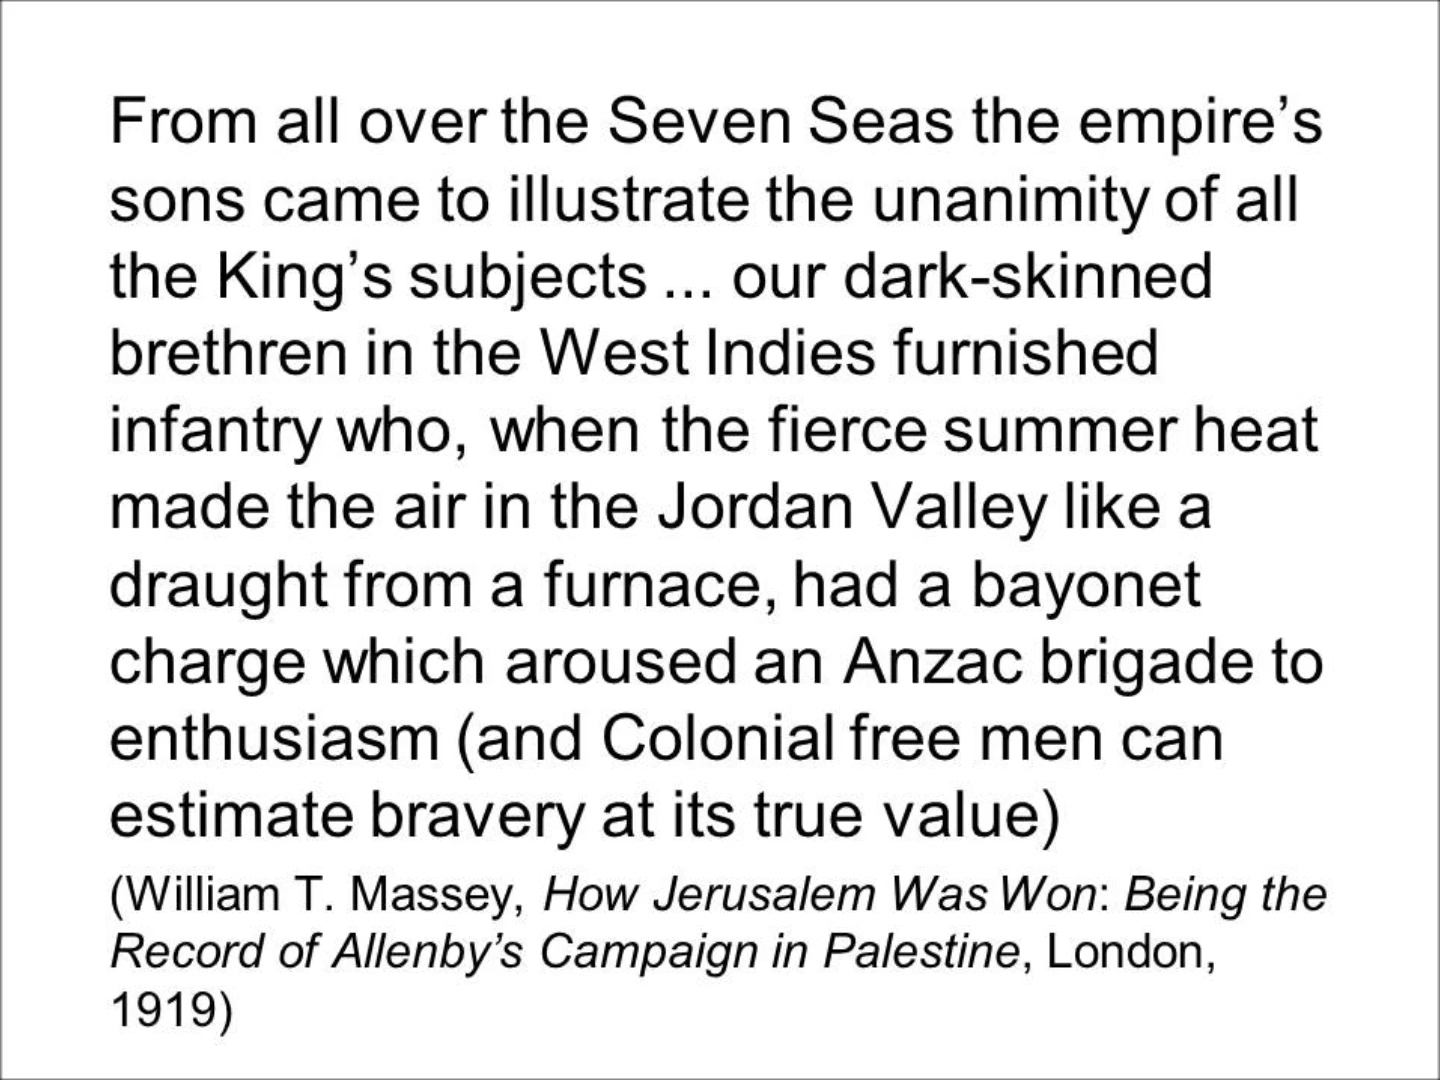 From all over the Seven Seas the empire’s
sons came to illustrate the unanimity of all
the King’s subjects ... our dark-skinned
brethren in the West Indies furnished
infantry who, when the fierce summer heat
made the air in the Jordan Valley like a
draught from a furnace, had a bayonet
charge which aroused an Anzac brigade to
enthusiasm (and Colonial free men can
estimate bravery at its true value)
(William T. Massey, How Jerusalem Was Won: Being the
Record of Allenby’s Campaign in Palestine, London,
1919)